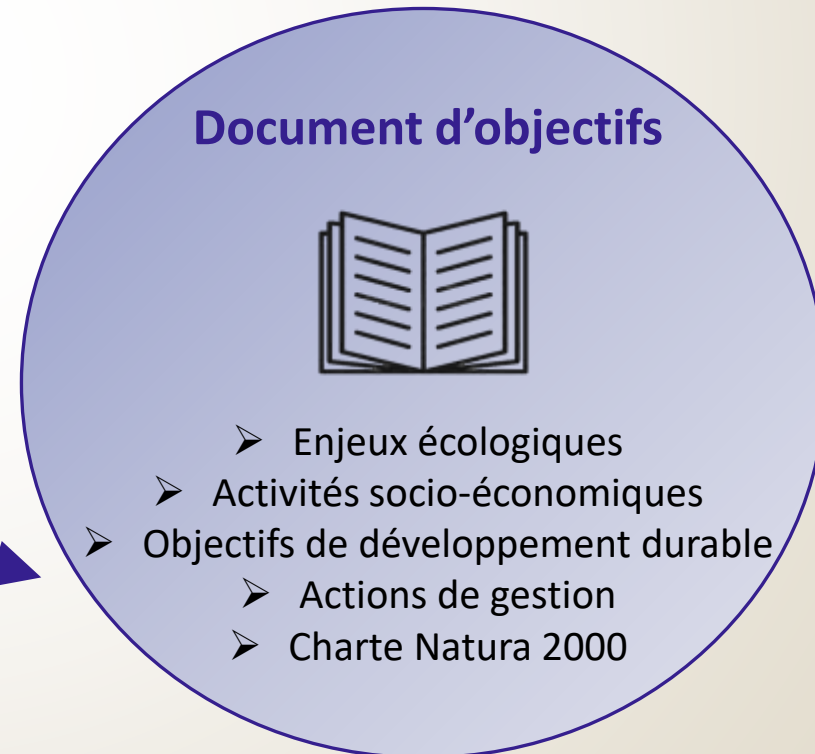 Document d’objectifs
➢ Enjeux écologiques
➢ Activités socio-économiques
➢ Objectifs de développement durable
➢ Actions de gestion
➢ Charte Natura 2000